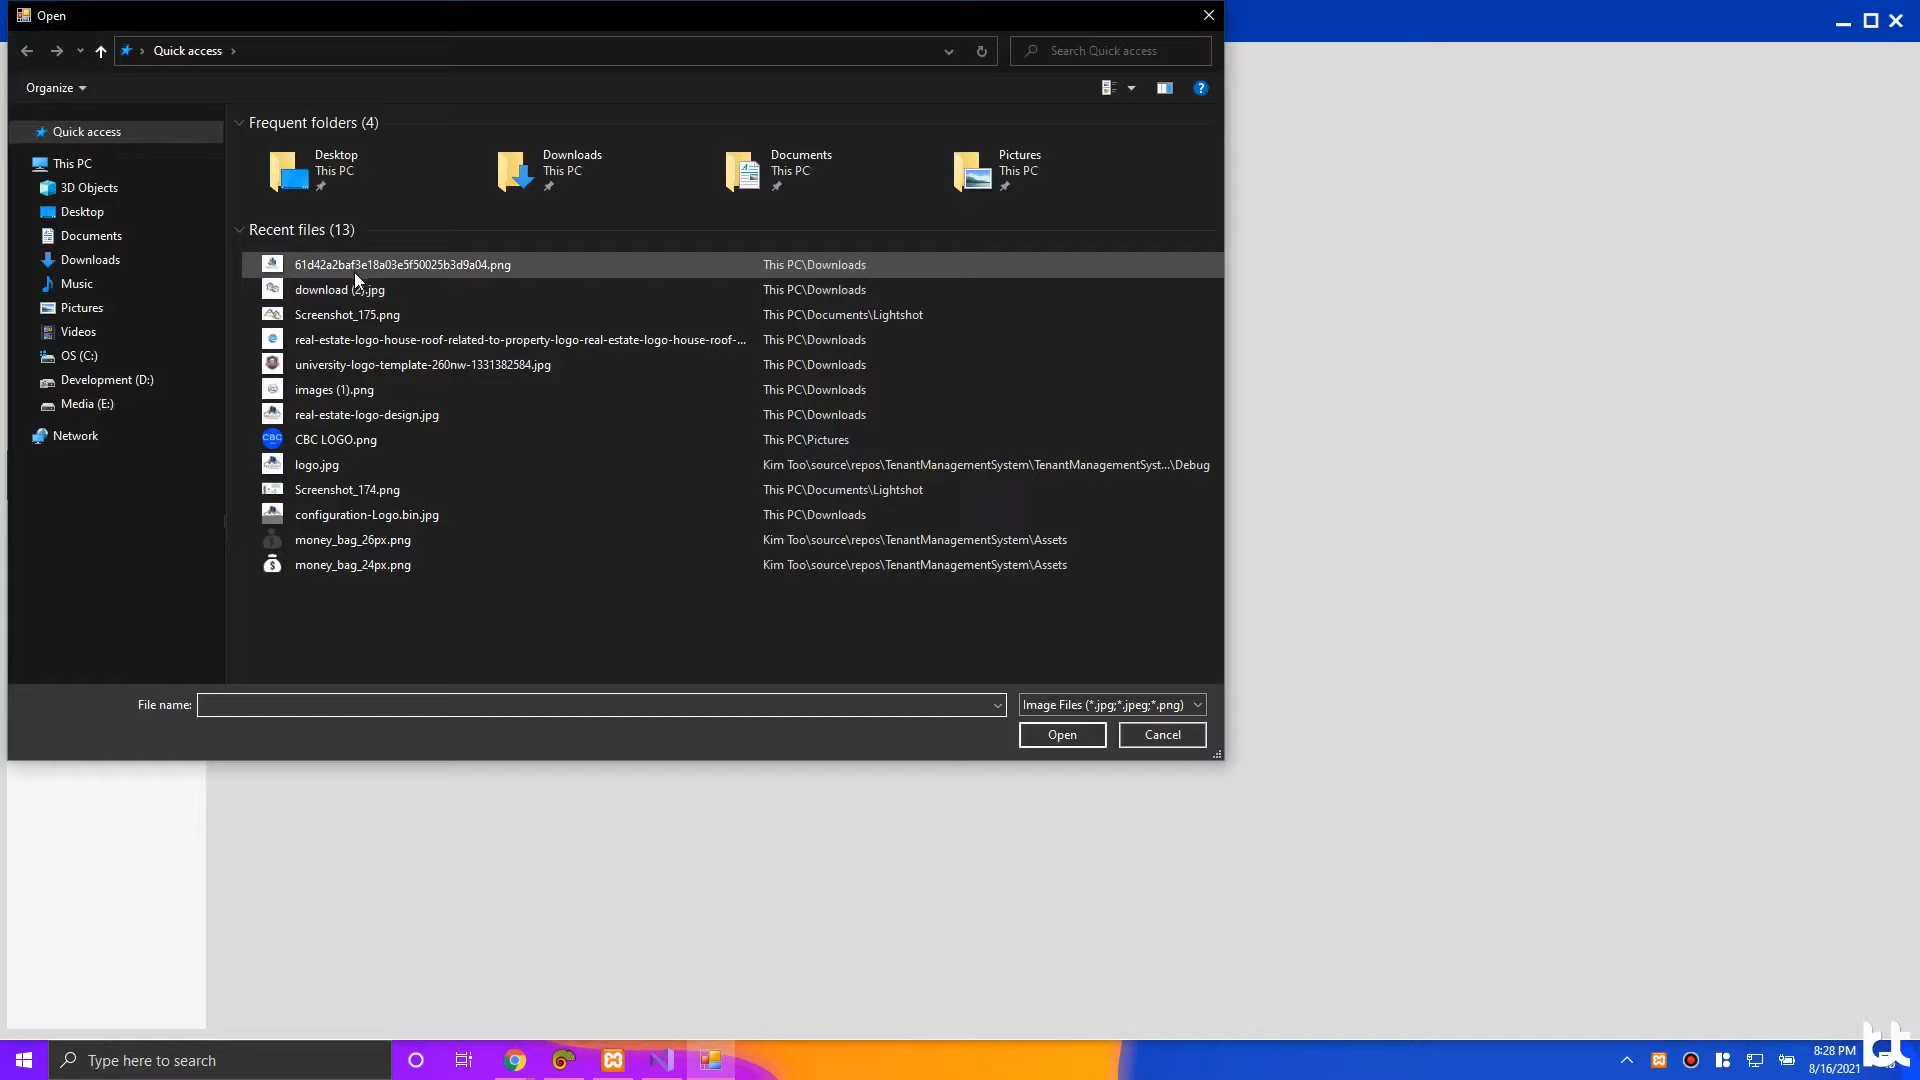 Open
Quick access
Search Quick access
Organize
Quick access
This PC
3D Objects
Desktop
Documents
Downloads
Music
Pictures
Videos
OS (C:)
Development (D:)
Media (E:)
Network
Frequent folders (4)
Desktop
This PC
Downloads
This PC
Documents
This PC
Pictures
This PC
Recent files (13)
61d42a2baf3e18a03e5f50025b3d9a04.png This PC\Downloads
download (2).jpg This PC\Downloads
Screenshot_175.png This PC\Documents\Lightshot
real-estate-logo-house-roof-related-to-property-logo-real-estate-logo-house-roof-... This PC\Downloads
university-logo-template-260nw-1331382584.jpg This PC\Downloads
images (1).png This PC\Downloads
real-estate-logo-design.jpg This PC\Downloads
CBC LOGO.png This PC\Pictures
logo.jpg Kim Too\source\repos\TenantManagementSystem\TenantManagementSyst...\Debug
Screenshot_174.png This PC\Documents\Lightshot
configuration-Logo.bin.jpg This PC\Downloads
money_bag_26px.png Kim Too\source\repos\TenantManagementSystem\Assets
money_bag_24px.png Kim Too\source\repos\TenantManagementSystem\Assets
File name: Image Files (*.jpg;*.jpeg;*.png)
Open Cancel
Type here to search
8:28 PM
8/16/2021